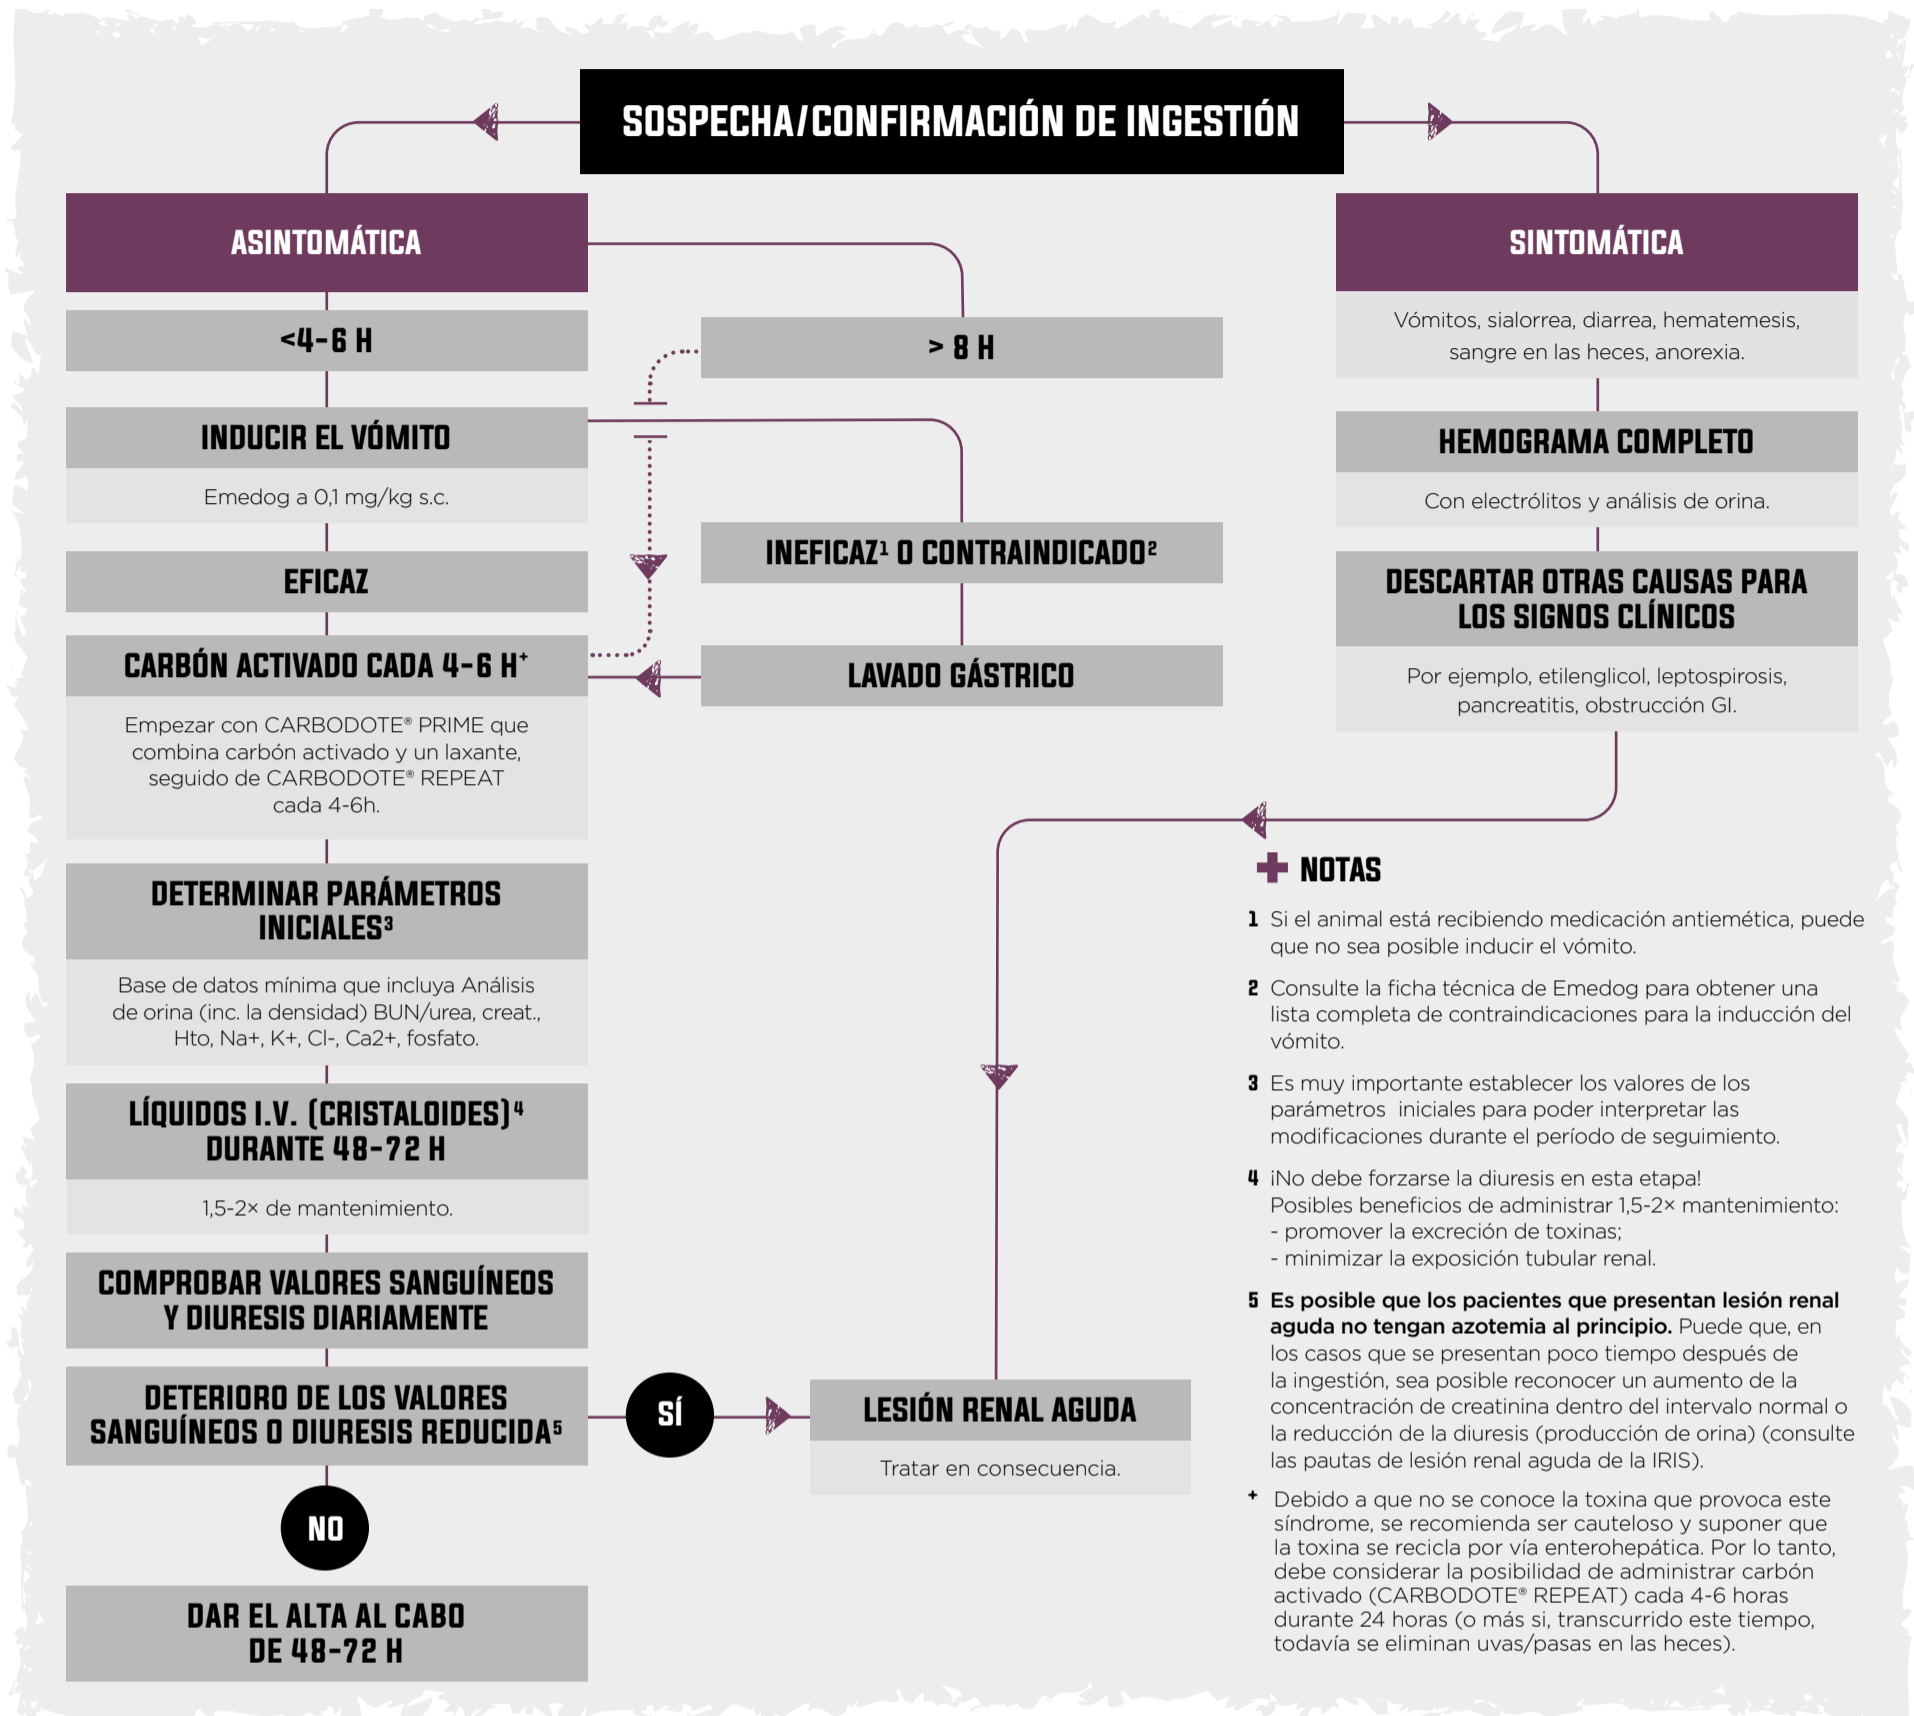 SOSPECHA/CONFIRMACIÓN DE INGESTIÓN
ASINTOMÁTICA
<4-6 H
INDUCIR EL VÓMITO
Emedog a 0,1 mg/kg s.c.
EFICAZ
CARBÓN ACTIVADO CADA 4-6 H⁺
Empezar con CARBODOTE® PRIME que
combina carbón activado y un laxante,
seguido de CARBODOTE® REPEAT
cada 4-6h.
DETERMINAR PARÁMETROS
INICIALES³
Base de datos mínima que incluya Análisis
de orina (inc. la densidad) BUN/urea, creat.,
Hto, Na+, K+, Cl-, Ca2+, fosfato.
LÍQUIDOS I.V. (CRISTALOIDES)⁴
DURANTE 48-72 H
1,5-2× de mantenimiento.
COMPROBAR VALORES SANGUÍNEOS
Y DIURESIS DIARIAMENTE
DETERIORO DE LOS VALORES
SANGUÍNEOS O DIURESIS REDUCIDA⁵
NO
DAR EL ALTA AL CABO
DE 48-72 H
> 8 H
INEFICAZ¹ O CONTRAINDICADO²
LAVADO GÁSTRICO
SÍ
LESIÓN RENAL AGUDA
Tratar en consecuencia.
SINTOMÁTICA
Vómitos, sialorrea, diarrea, hematemesis,
sangre en las heces, anorexia.
HEMOGRAMA COMPLETO
Con electrólitos y análisis de orina.
DESCARTAR OTRAS CAUSAS PARA
LOS SIGNOS CLÍNICOS
Por ejemplo, etilenglicol, leptospirosis,
pancreatitis, obstrucción GI.
NOTAS
1 Si el animal está recibiendo medicación antiemética, puede
que no sea posible inducir el vómito.
2 Consulte la ficha técnica de Emedog para obtener una
lista completa de contraindicaciones para la inducción del
vómito.
3 Es muy importante establecer los valores de los
parámetros iniciales para poder interpretar las
modificaciones durante el período de seguimiento.
4 ¡No debe forzarse la diuresis en esta etapa!
Posibles beneficios de administrar 1,5-2× mantenimiento:
- promover la excreción de toxinas;
- minimizar la exposición tubular renal.
5 Es posible que los pacientes que presentan lesión renal
aguda no tengan azotemia al principio. Puede que, en
los casos que se presentan poco tiempo después de
la ingestión, sea posible reconocer un aumento de la
concentración de creatinina dentro del intervalo normal o
la reducción de la diuresis (producción de orina) (consulte
las pautas de lesión renal aguda de la IRIS).
+ Debido a que no se conoce la toxina que provoca este
síndrome, se recomienda ser cauteloso y suponer que
la toxina se recicla por vía enterohepática. Por lo tanto,
debe considerar la posibilidad de administrar carbón
activado (CARBODOTE® REPEAT) cada 4-6 horas
durante 24 horas (o más si, transcurrido este tiempo,
todavía se eliminan uvas/pasas en las heces).